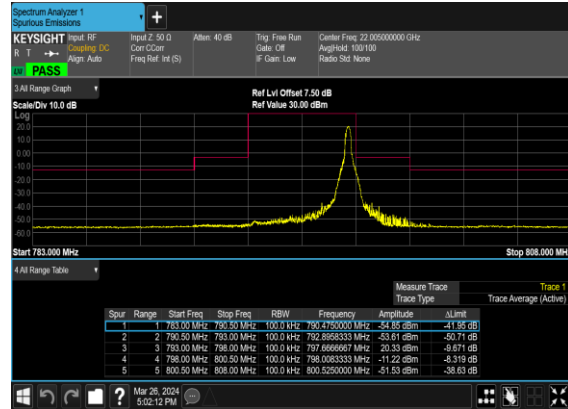 Spectrum Analyzer 1
Spurious Emissions
KEYSIGHT Input: RF Input Z: 50 Ω Atten: 40 dB Trig: Free Run Center Freq: 22.005000000 GHz
R T Coupling: DC Corr CCorr Gate: Off Avg|Hold: 100/100
Align: Auto Freq Ref: Int (S) IF Gain: Low Radio Std: None
PASS
3 All Range Graph
Ref Lvl Offset 7.50 dB
Scale/Div 10.0 dB Ref Value 30.00 dBm
Log
20.0
10.0
0.00
-10.0
-20.0
-30.0
-40.0
-50.0
-60.0
Start 783.000 MHz Stop 808.000 MH
4 All Range Table
Measure Trace Trace 1
Trace Type Trace Average (Active)
Spur Range Start Freq Stop Freq RBW Frequency Amplitude ΔLimit
1 1 783.00 MHz 790.50 MHz 100.0 kHz 790.4750000 MHz -54.85 dBm -41.95 dB
2 2 790.50 MHz 793.00 MHz 100.0 kHz 792.8958333 MHz -53.61 dBm -50.71 dB
3 3 793.00 MHz 798.00 MHz 100.0 kHz 797.6666667 MHz 20.33 dBm -9.671 dB
4 4 798.00 MHz 800.50 MHz 100.0 kHz 798.0083333 MHz -11.22 dBm -8.319 dB
5 5 800.50 MHz 808.00 MHz 100.0 kHz 800.5250000 MHz -51.53 dBm -38.63 dB
Mar 26, 2024
5:02:12 PM